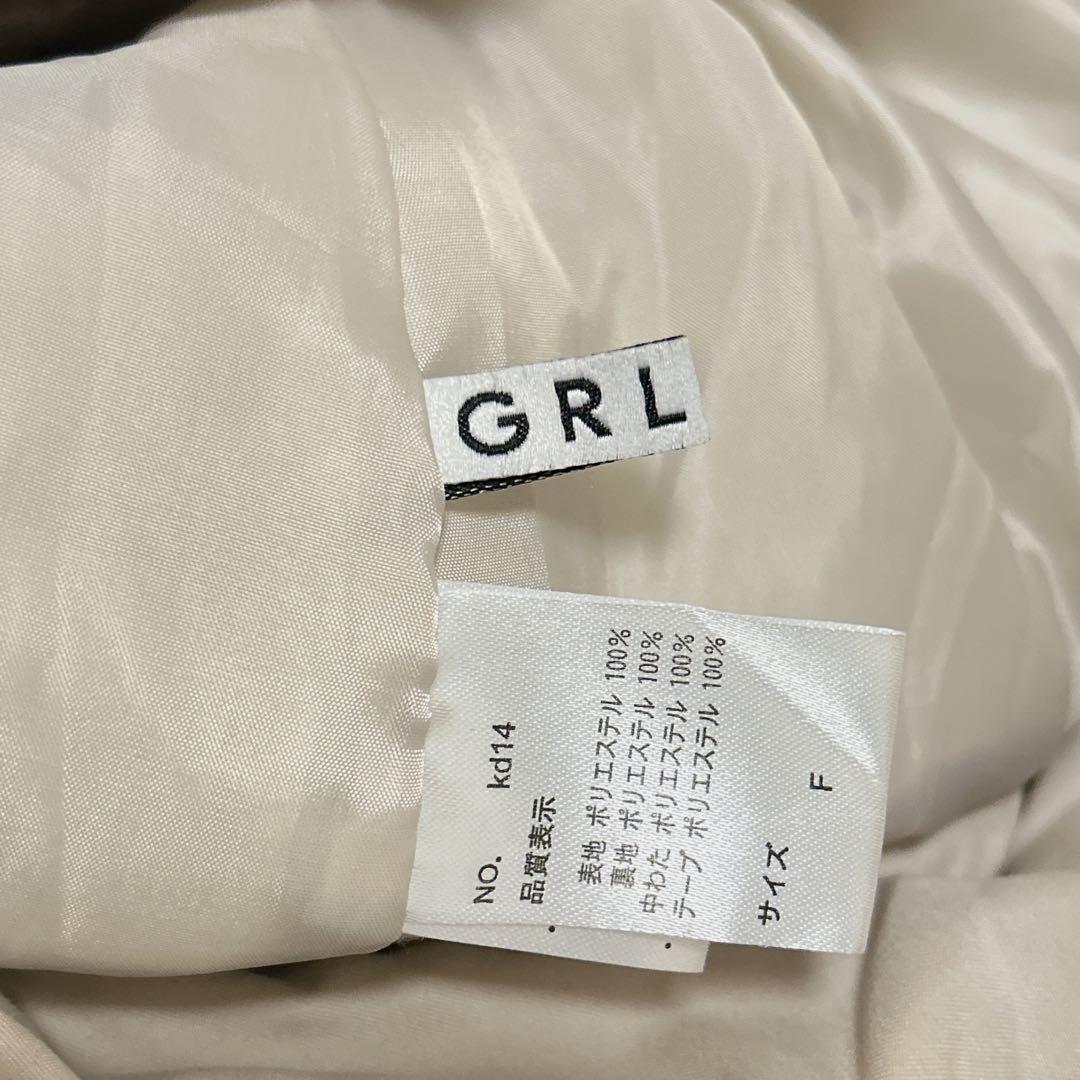 GRL
NO. kd14
品質表示
表地 ポリエステル 100%
裏地 ポリエステル 100%
中わた ポリエステル 100%
テープ ポリエステル 100%
サイズ F